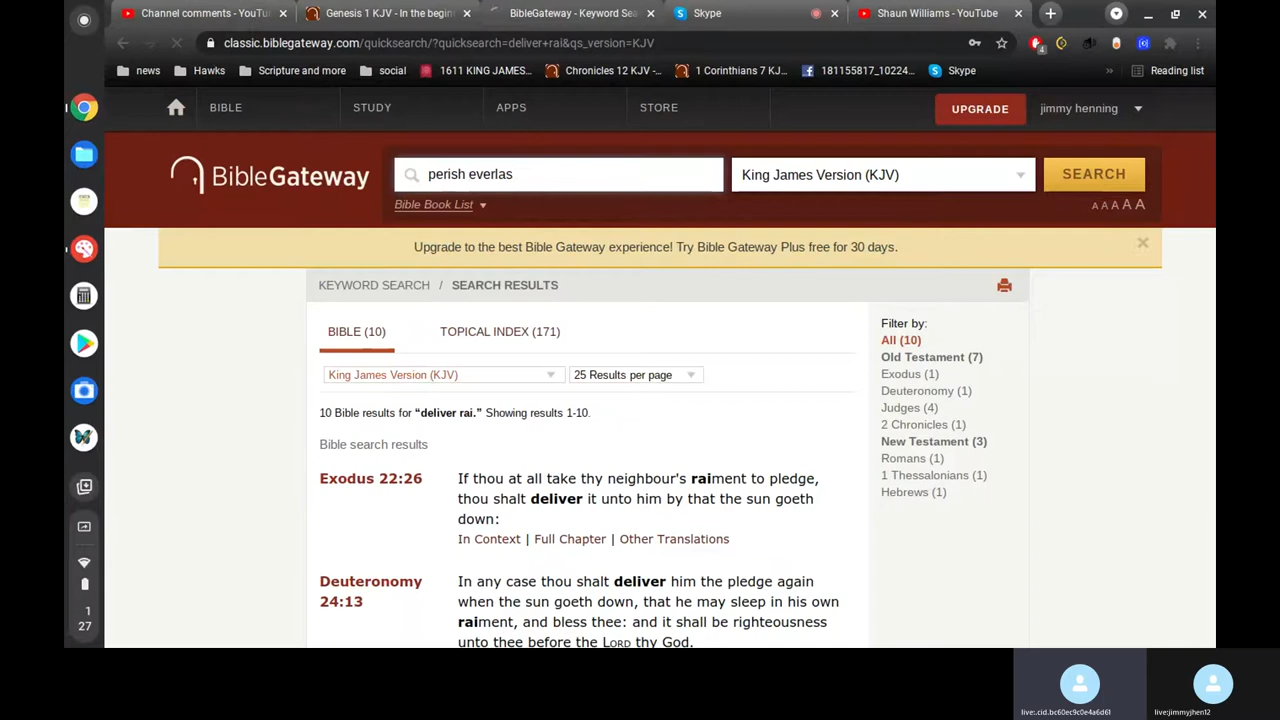 Channel comments - YouTu
Genesis 1 KJV - In the beginn
BibleGateway - Keyword Sea
Skype
Shaun Williams - YouTube
classic.biblegateway.com/quicksearch/?quicksearch=deliver+rai&qs_version=KJV
4
news
Hawks
Scripture and more
social
1611 KING JAMES...
Chronicles 12 KJV -...
1 Corinthians 7 KJ...
181155817_10224...
Skype
»
Reading list
BIBLE
STUDY
APPS
STORE
UPGRADE
jimmy henning
BibleGateway
perish everlas
King James Version (KJV)
SEARCH
Bible Book List
A A A A A
Upgrade to the best Bible Gateway experience! Try Bible Gateway Plus free for 30 days.
KEYWORD SEARCH / SEARCH RESULTS
BIBLE (10)
TOPICAL INDEX (171)
King James Version (KJV)
25 Results per page
10 Bible results for “deliver rai.” Showing results 1-10.
Bible search results
Exodus 22:26
If thou at all take thy neighbour's raiment to pledge,
thou shalt deliver it unto him by that the sun goeth
down:
In Context | Full Chapter | Other Translations
Deuteronomy
24:13
In any case thou shalt deliver him the pledge again
when the sun goeth down, that he may sleep in his own
raiment, and bless thee: and it shall be righteousness
unto thee before the LORD thy God.
Filter by:
All (10)
Old Testament (7)
Exodus (1)
Deuteronomy (1)
Judges (4)
2 Chronicles (1)
New Testament (3)
Romans (1)
1 Thessalonians (1)
Hebrews (1)
1
27
live:.cid.bc60ec9c0e4a6d61
live:jimmyjhen12